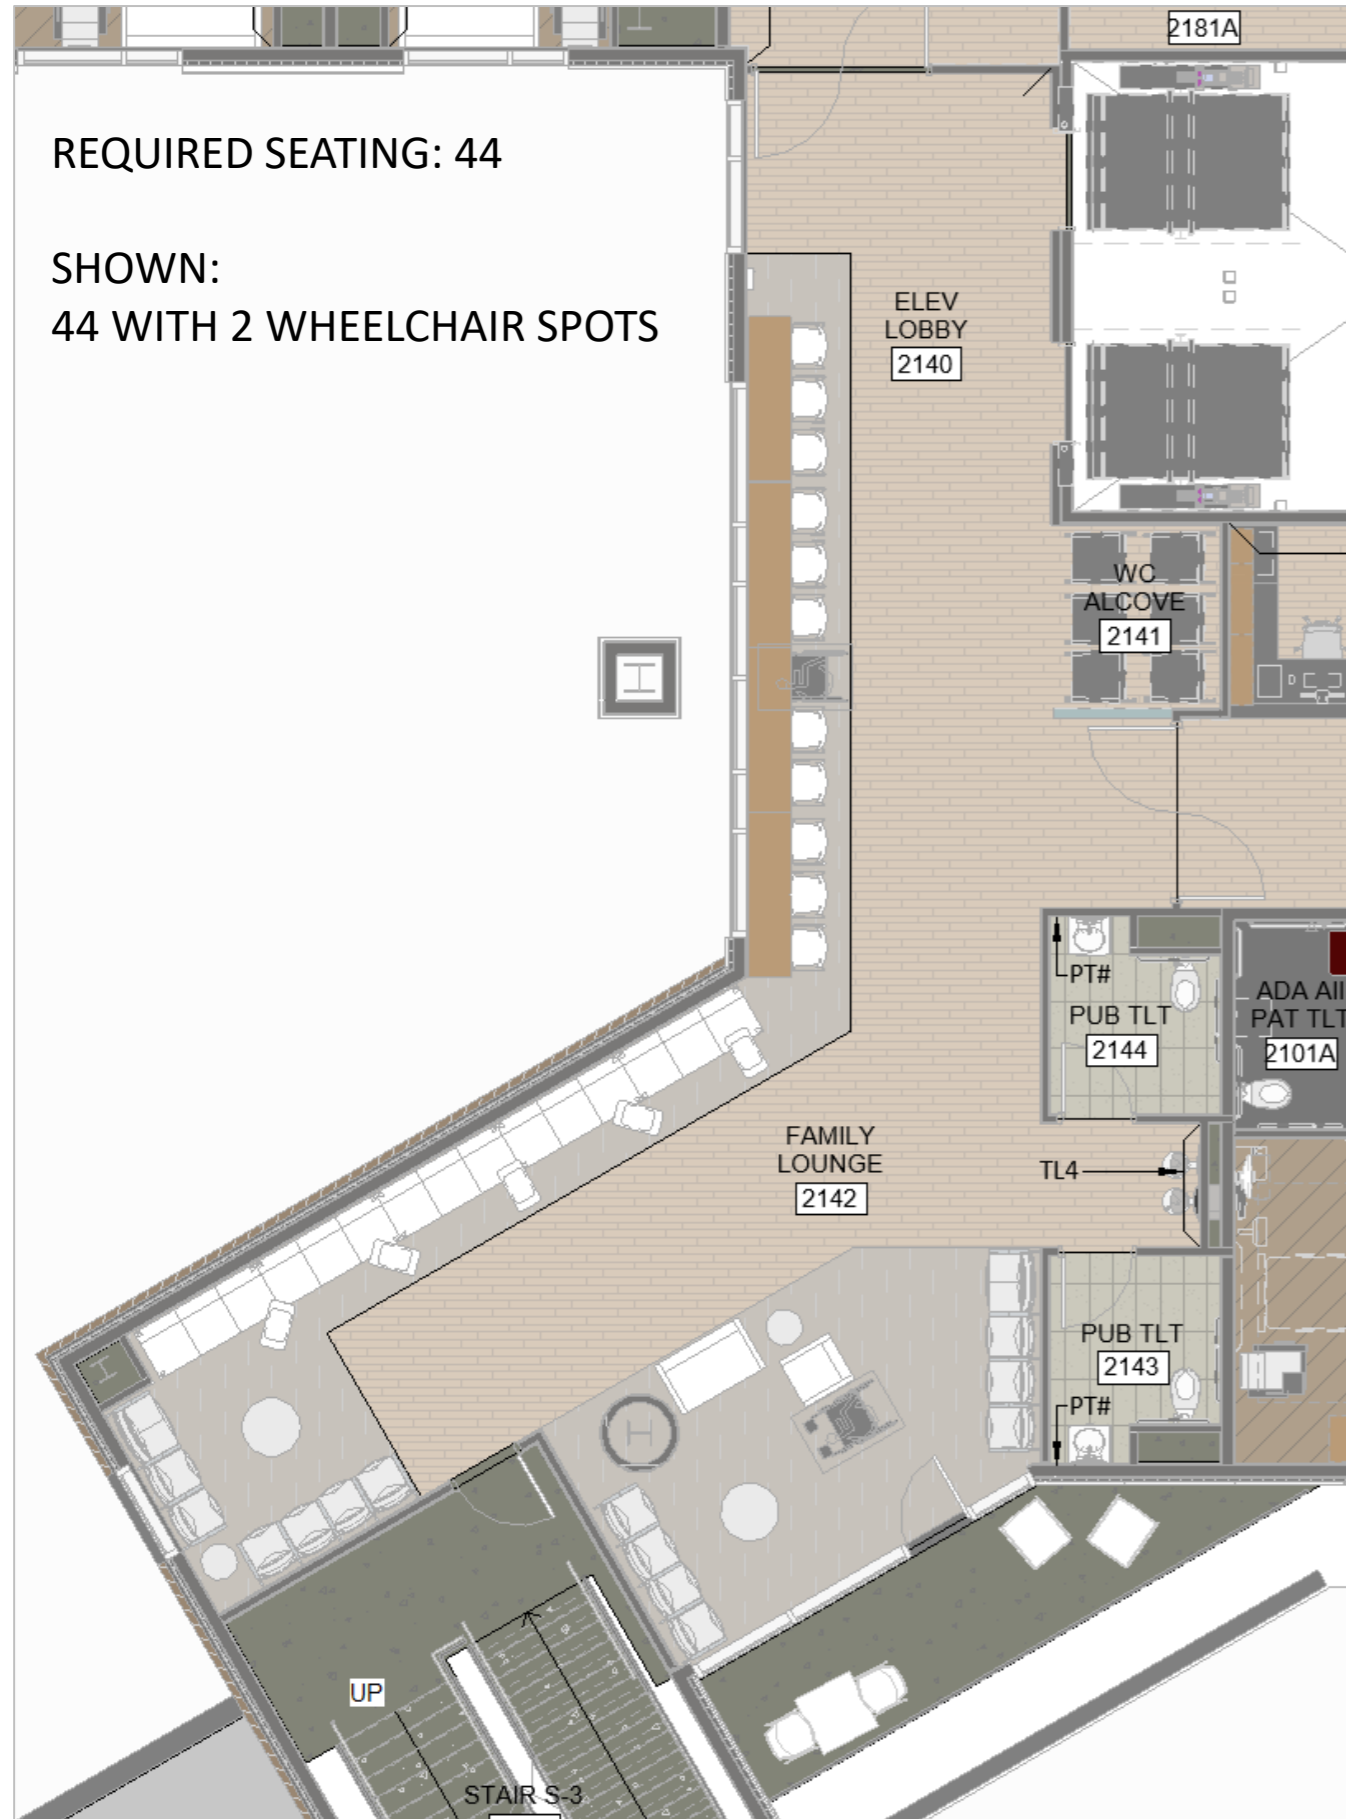 2181A
REQUIRED SEATING: 44
SHOWN:
44 WITH 2 WHEELCHAIR SPOTS
ELEV
LOBBY
2140
WC
ALCOVE
2141
PT#
PUB TLT
2144
ADA AII
PAT TLT
2101A
FAMILY
LOUNGE
2142
TL4
PUB TLT
2143
PT#
UP
STAIR S-3